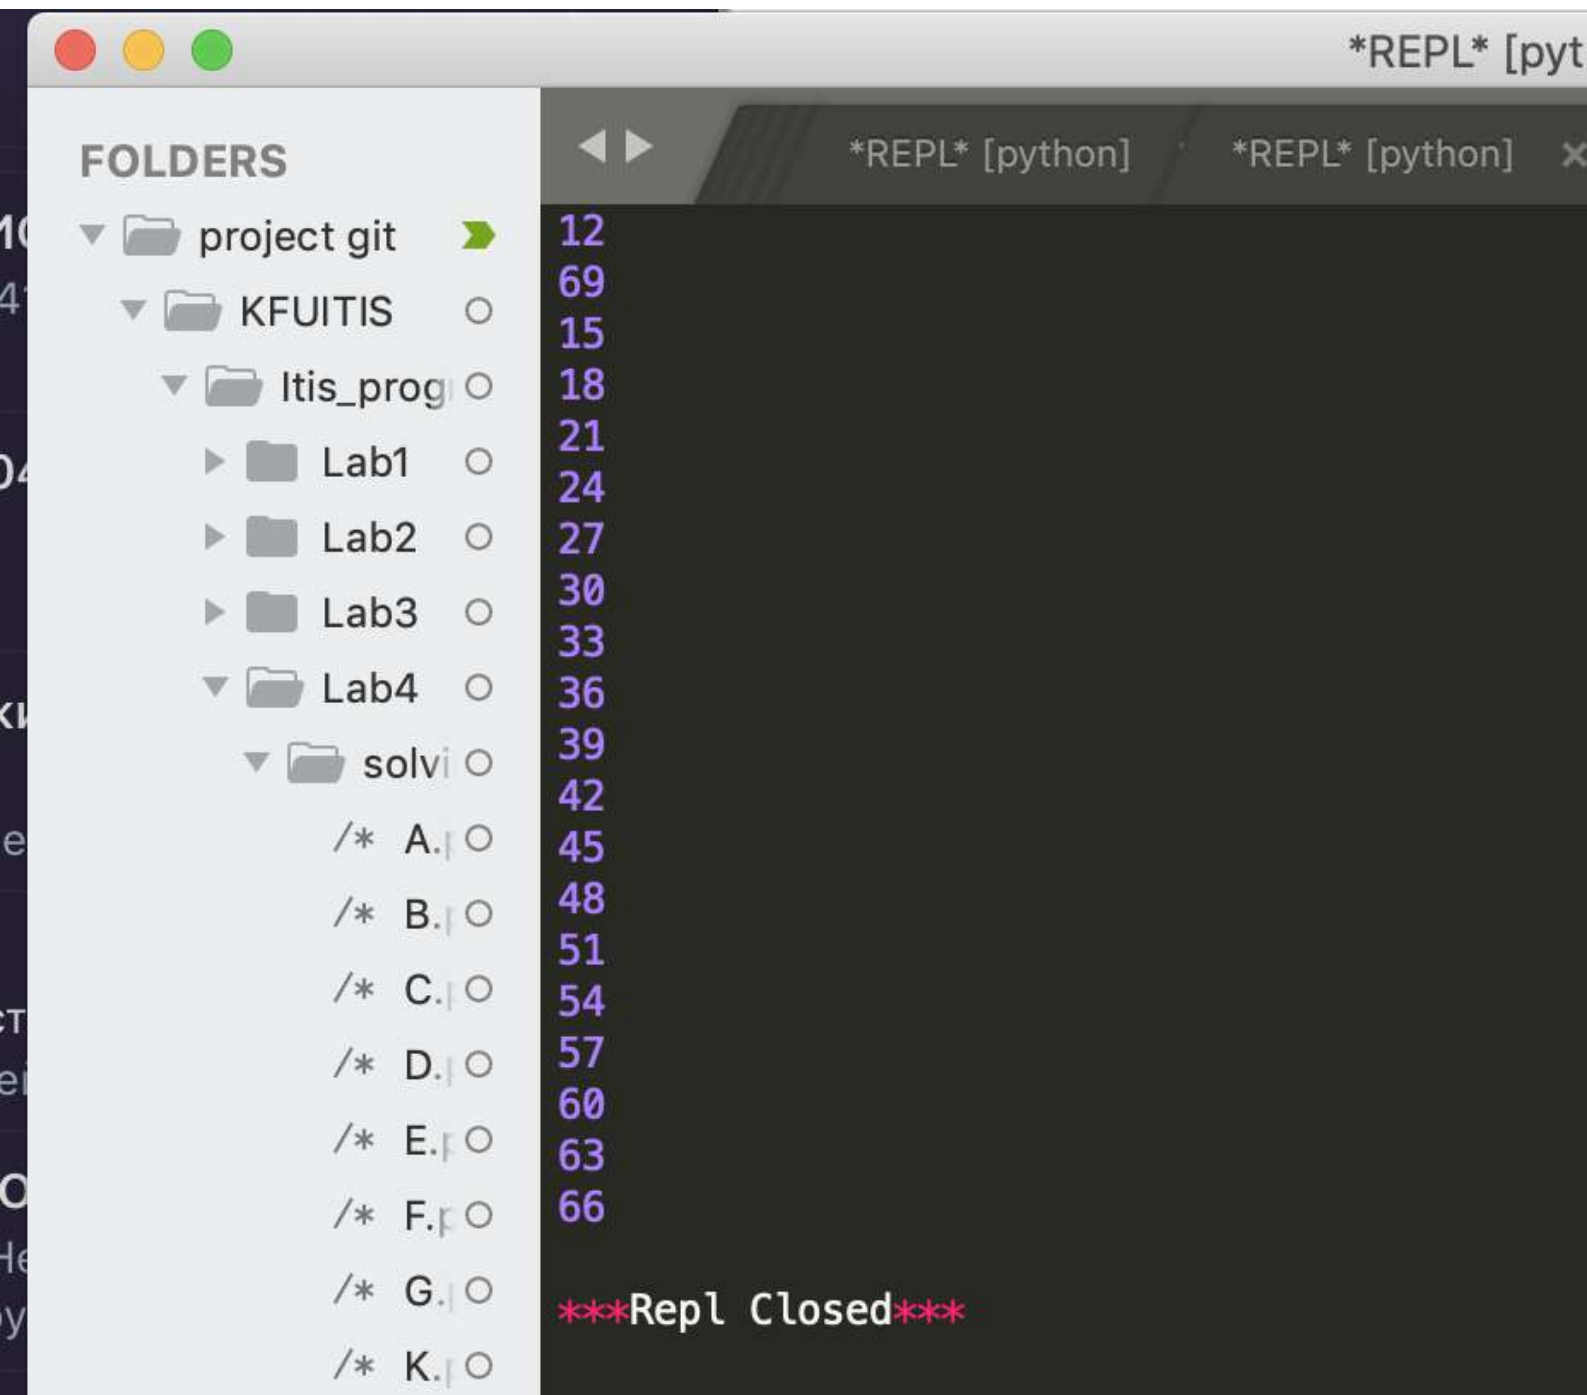 *REPL* [pyt
FOLDERS
project git
KFUITIS
Itis_prog
Lab1
Lab2
Lab3
Lab4
solvi
/* A.
/* B.
/* C.
/* D.
/* E.
/* F.
/* G.
/* K.
*REPL* [python]
*REPL* [python] ×
12
69
15
18
21
24
27
30
33
36
39
42
45
48
51
54
57
60
63
66
***Repl Closed***